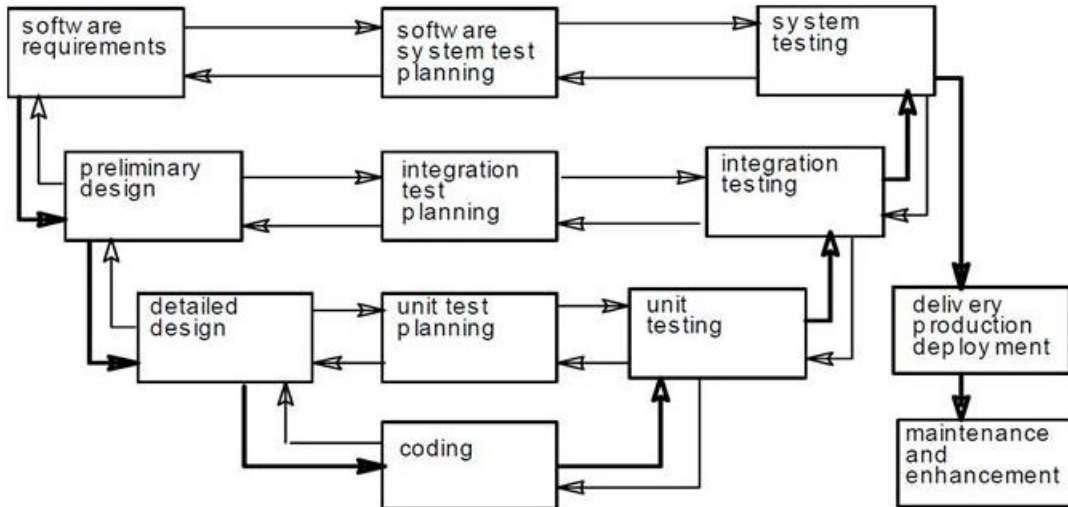 software
requirements
software
system test
planning
system
testing
preliminary
design
integration
test
planning
integration
testing
detailed
design
unit test
planning
unit
testing
delivery
production
deployment
coding
maintenance
and
enhancement